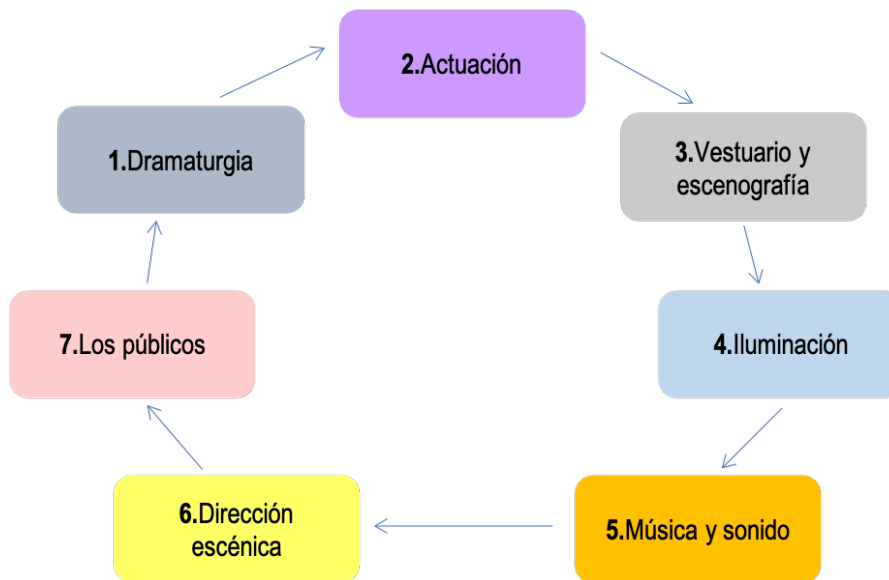 1.Dramaturgia
2.Actuación
3.Vestuario y
escenografía
4.Iluminación
5.Música y sonido
6.Dirección
escénica
7.Los públicos